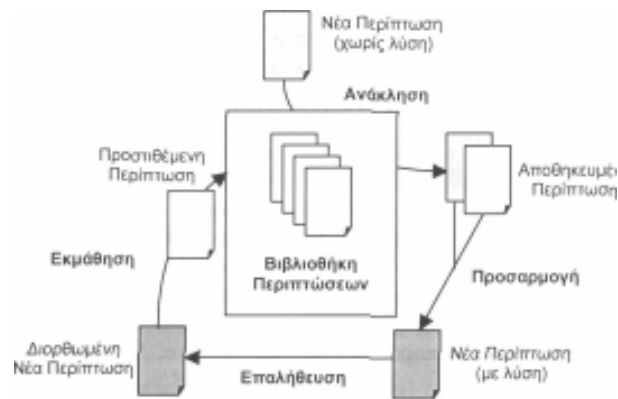 Νέα Περίπτωση
(χωρίς λύση)
Ανάκληση
Προστιθέμενη
Περίπτωση
Αποθηκευμέ
Περίπτωση
Εκμάθηση
Βιβλιοθήκη
Περιπτώσεων
Προσαρμογή
Διορθωμένη
Νέα Περίπτωση
Επαλήθευση
Νέα Περίπτωση
(με λύση)